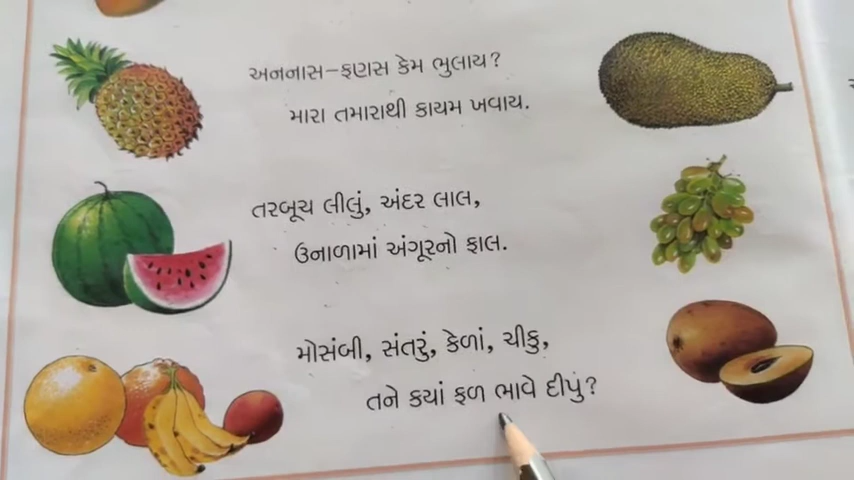 અનનાસ–ફણસ કેમ ભુલાય?
મારા તમારાથી કાયમ ખવાય.
તરબૂચ લીલું, અંદર લાલ,
ઉનાળામાં અંગૂરનો ફાલ.
મોસંબી, સંતરું, કેળાં, ચીકુ,
તને કયાં ફળ ભાવે દીપું?